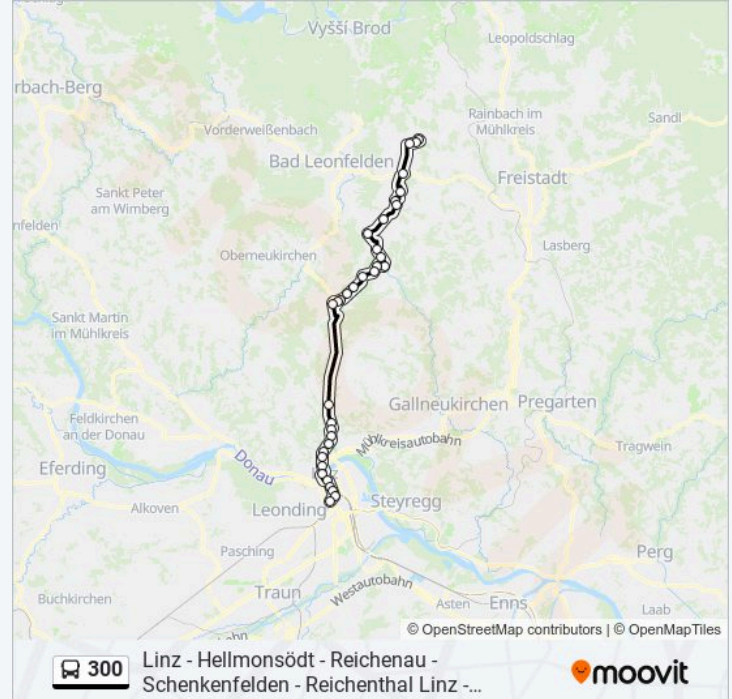 Vyšší Brod
Leopoldschlag
rbach-Berg
Rainbach im
Mühlkreis
Sandl
Vorderweißenbach
Bad Leonfelden
Freistadt
Sankt Peter
am Wimberg
nfelden
Lasberg
Oberneukirchen
Sankt Martin
im Mühlkreis
Gallneukirchen
Pregarten
Feldkirchen
an der Donau
Mühlkreisautobahn
Tragwein
Donau
Eferding
Steyregg
Alkoven
Leonding
Pasching
Perg
Traun
Westautobahn
Buchkirchen
Asten
Enns
Laab
© OpenStreetMap contributors | © OpenMapTiles
300
Linz - Hellmonsödt - Reichenau -
Schenkenfelden - Reichenthal Linz -...
moovit